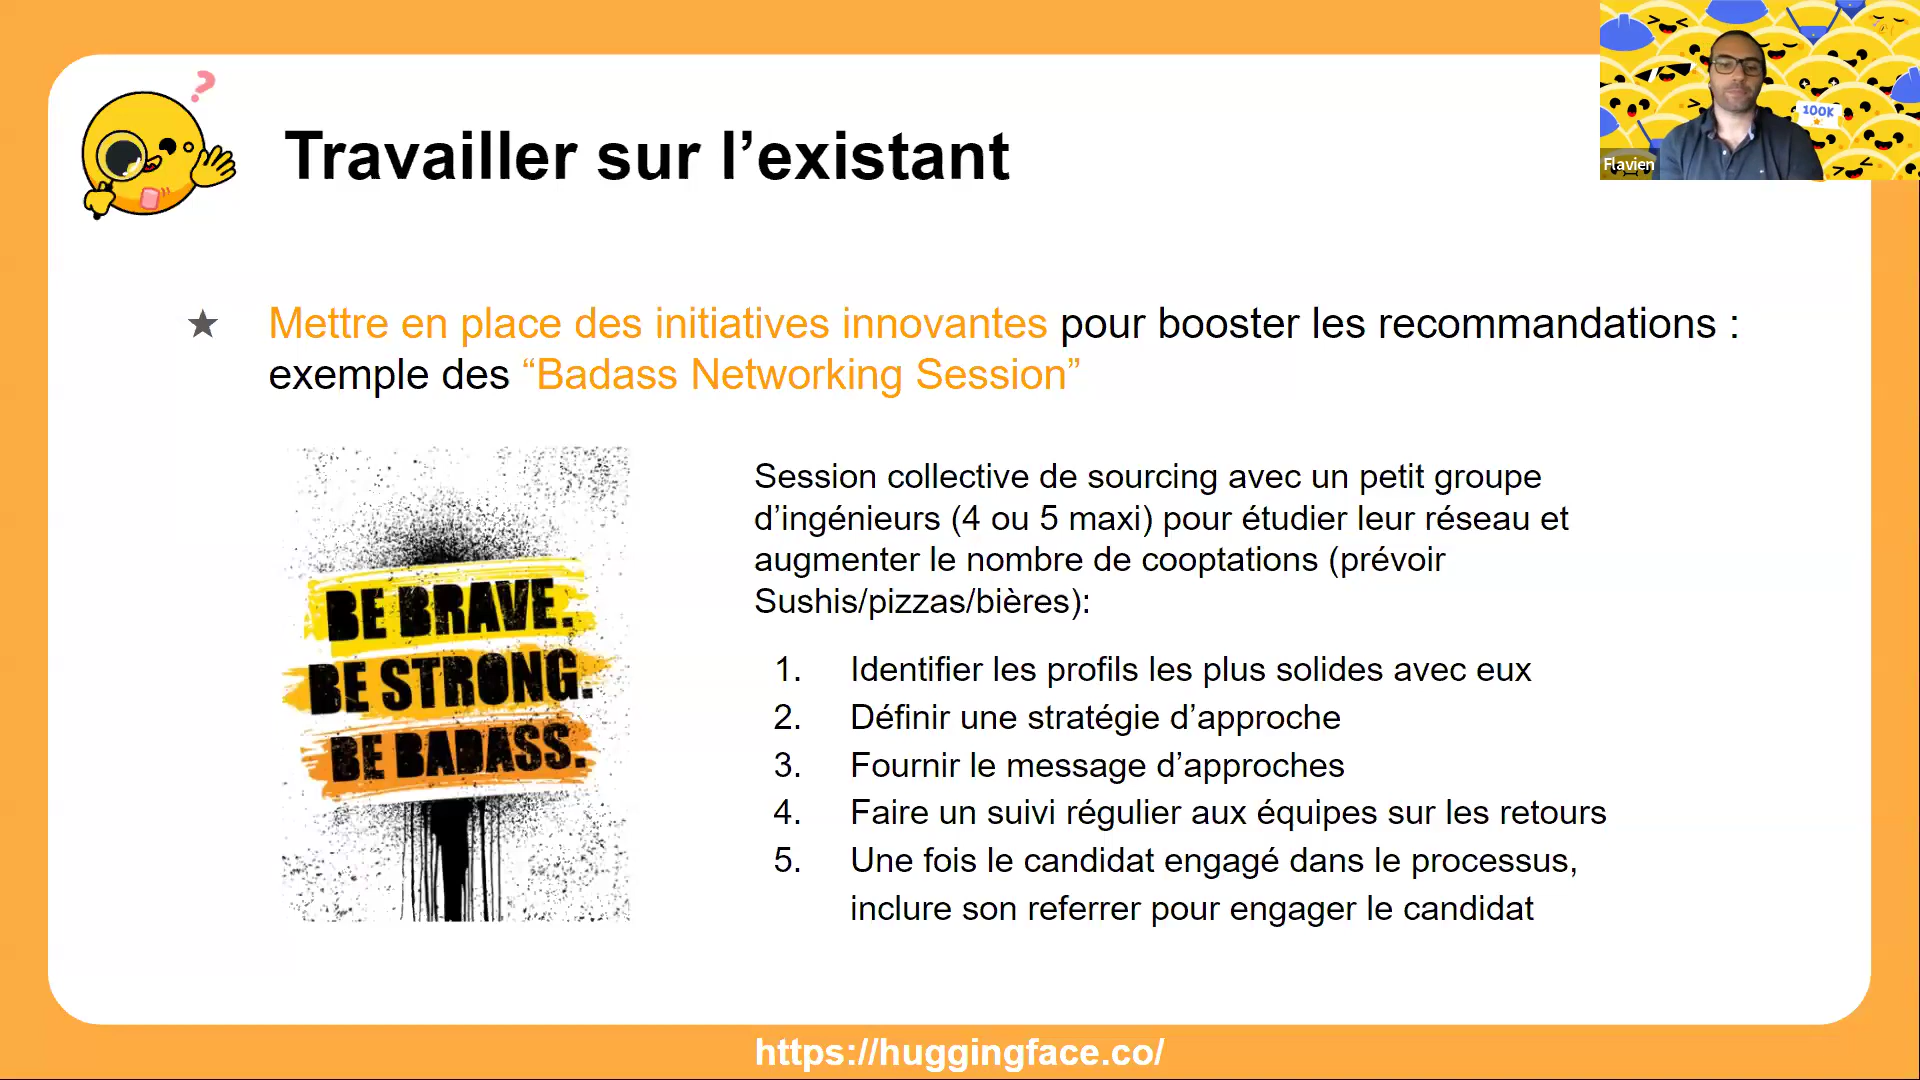 Travailler sur l’existant
100K
Flavien
★ Mettre en place des initiatives innovantes pour booster les recommandations :
exemple des “Badass Networking Session”
BE BRAVE.
BE STRONG.
BE BADASS.
Session collective de sourcing avec un petit groupe
d’ingénieurs (4 ou 5 maxi) pour étudier leur réseau et
augmenter le nombre de cooptations (prévoir
Sushis/pizzas/bières):
1. Identifier les profils les plus solides avec eux
2. Définir une stratégie d’approche
3. Fournir le message d’approches
4. Faire un suivi régulier aux équipes sur les retours
5. Une fois le candidat engagé dans le processus,
inclure son referrer pour engager le candidat
https://huggingface.co/